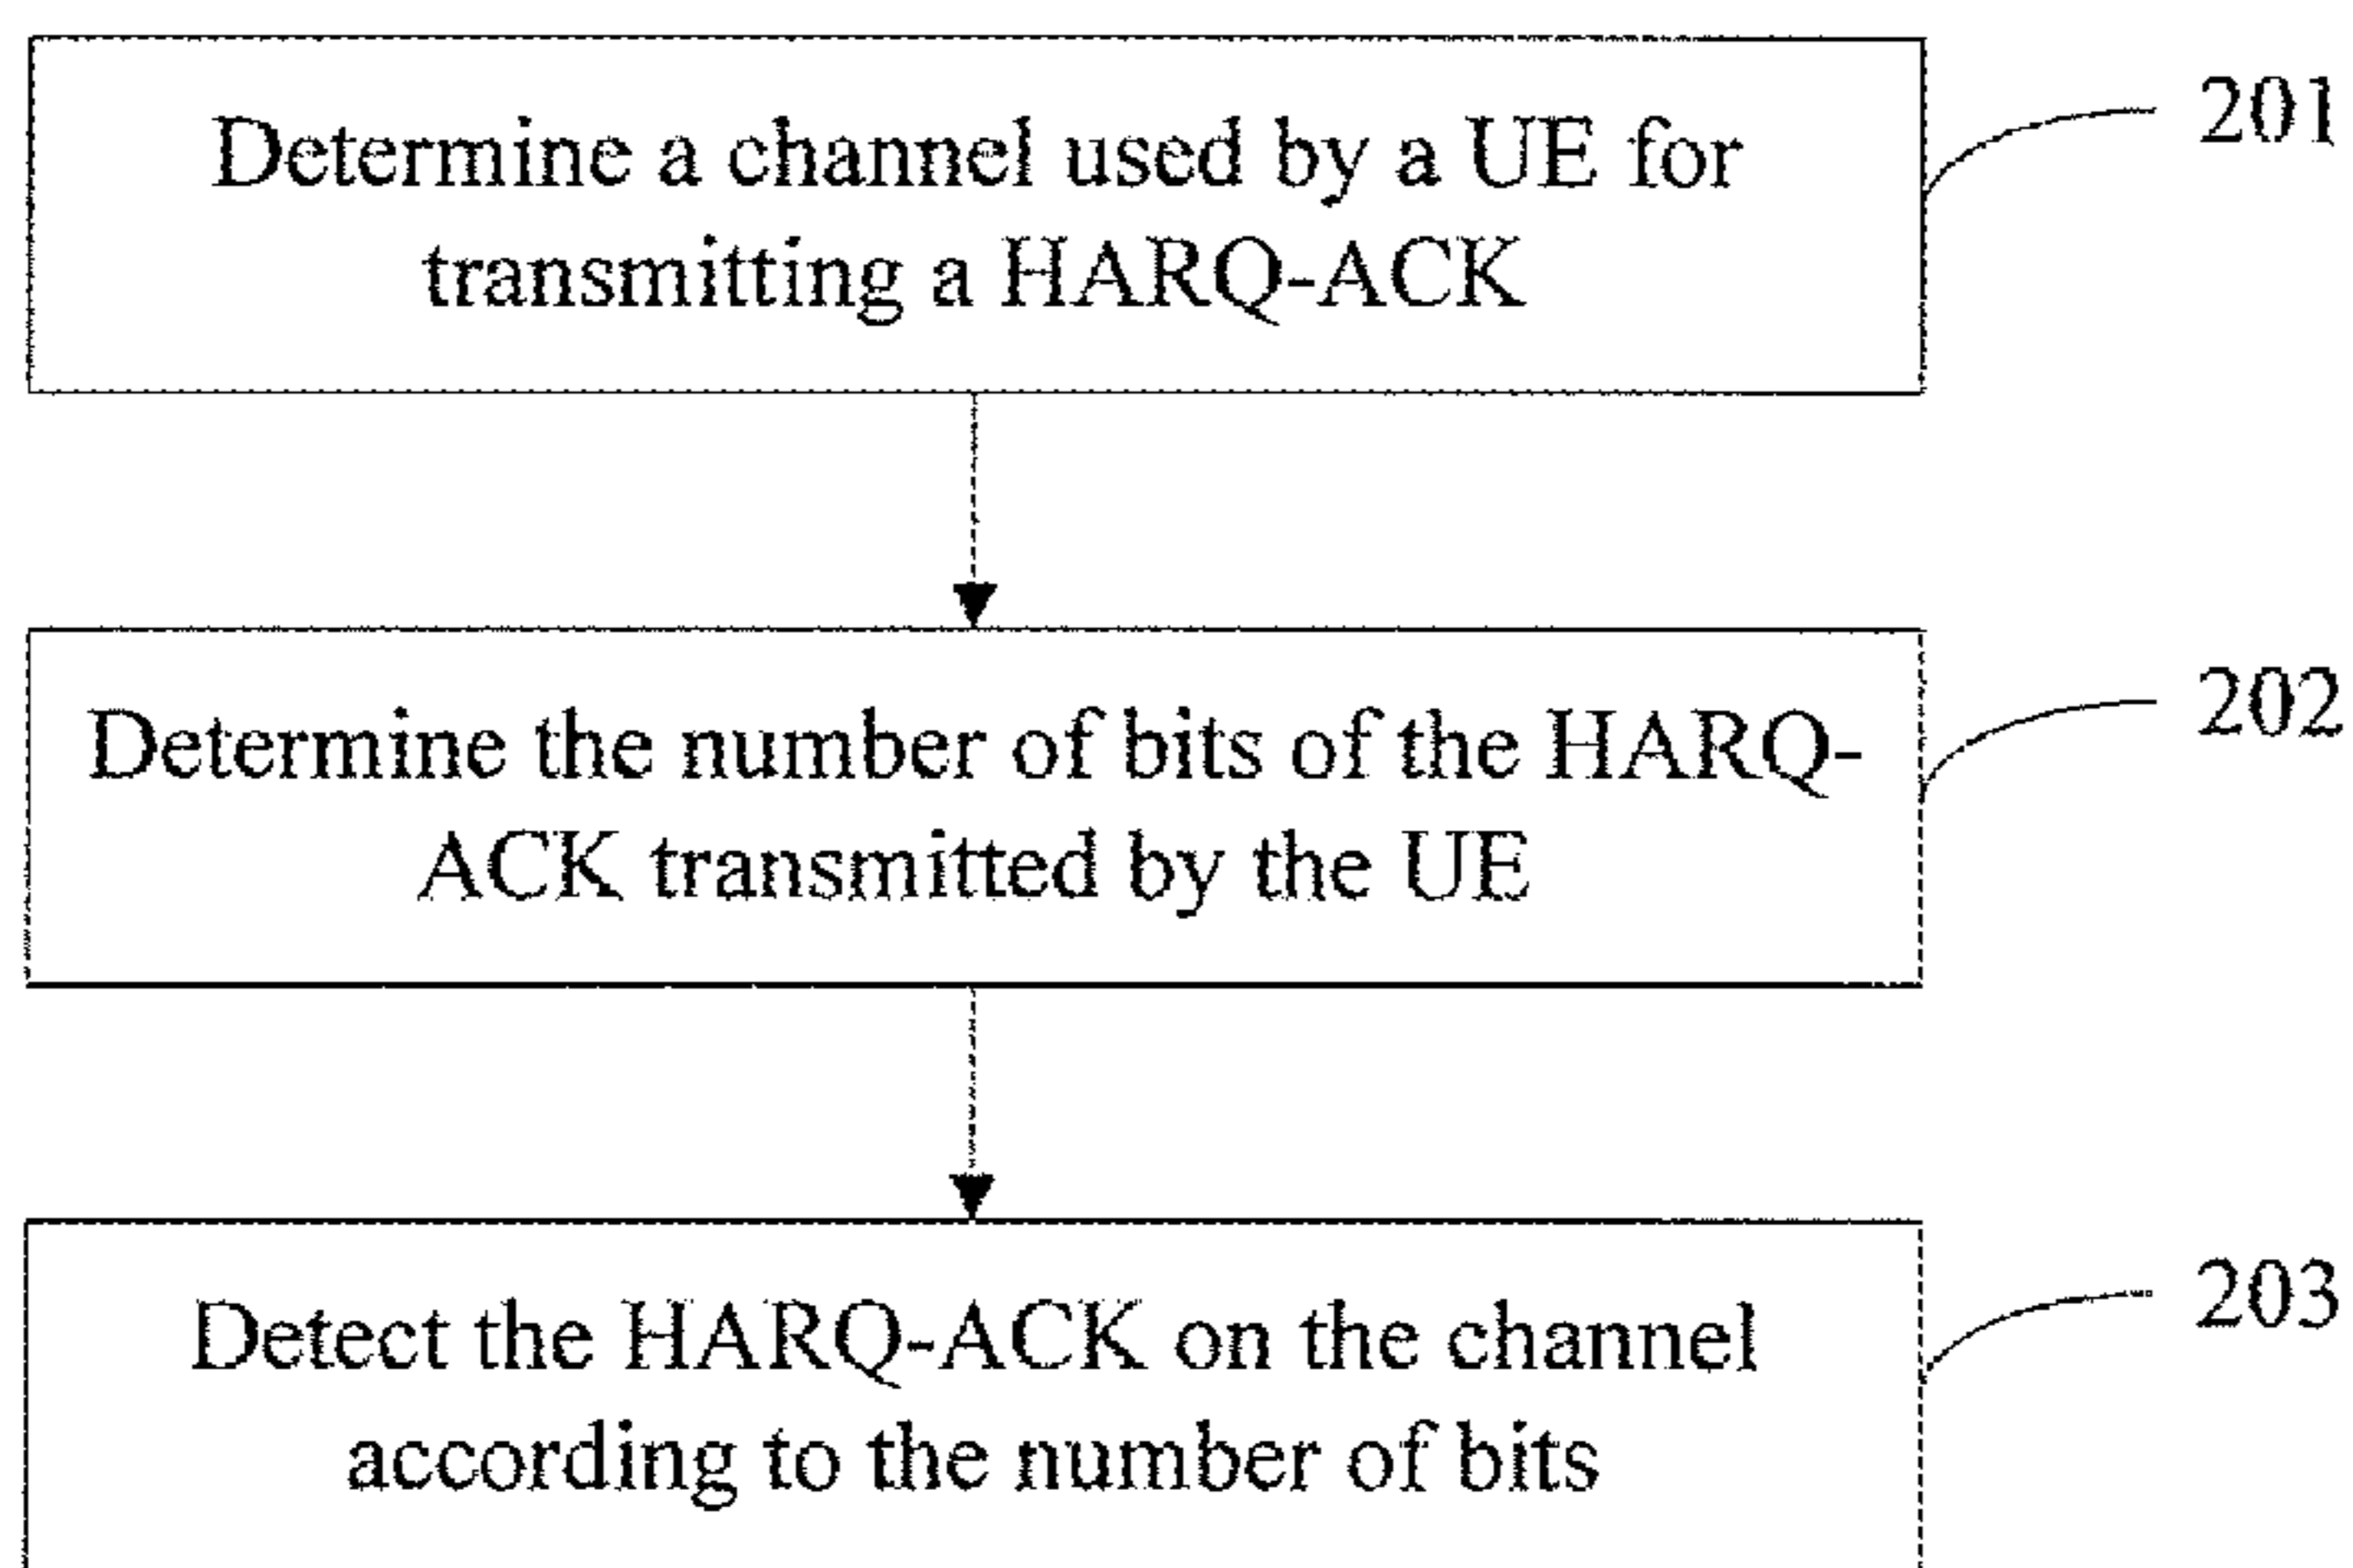 Determine a channel used by a UE for
transmitting a HARQ-ACK
201
Determine the number of bits of the HARQ-
ACK transmitted by the UE
202
Detect the HARQ-ACK on the channel
according to the number of bits
203